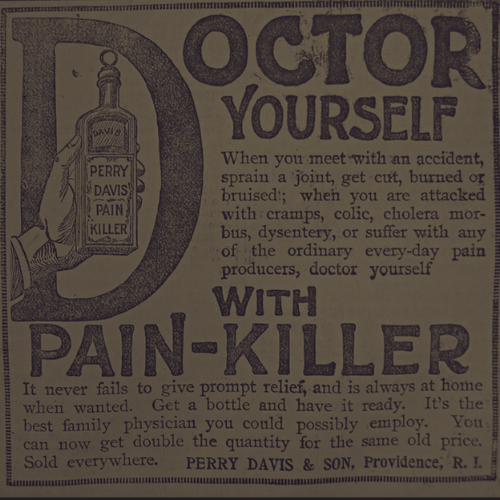 DOCTOR
YOURSELF
DAVIS
PERRY
DAVIS
PAIN
KILLER
When you meet with an accident,
sprain a joint, get cut, burned or
bruised; when you are attacked
with cramps, colic, cholera mor-
bus, dysentery, or suffer with any
of the ordinary every-day pain
producers, doctor yourself
WITH
PAIN-KILLER
It never fails to give prompt relief, and is always at home
when wanted. Get a bottle and have it ready. It's the
best family physician you could possibly employ. You
can now get double the quantity for the same old price.
Sold everywhere. PERRY DAVIS & SON, Providence, R. I.